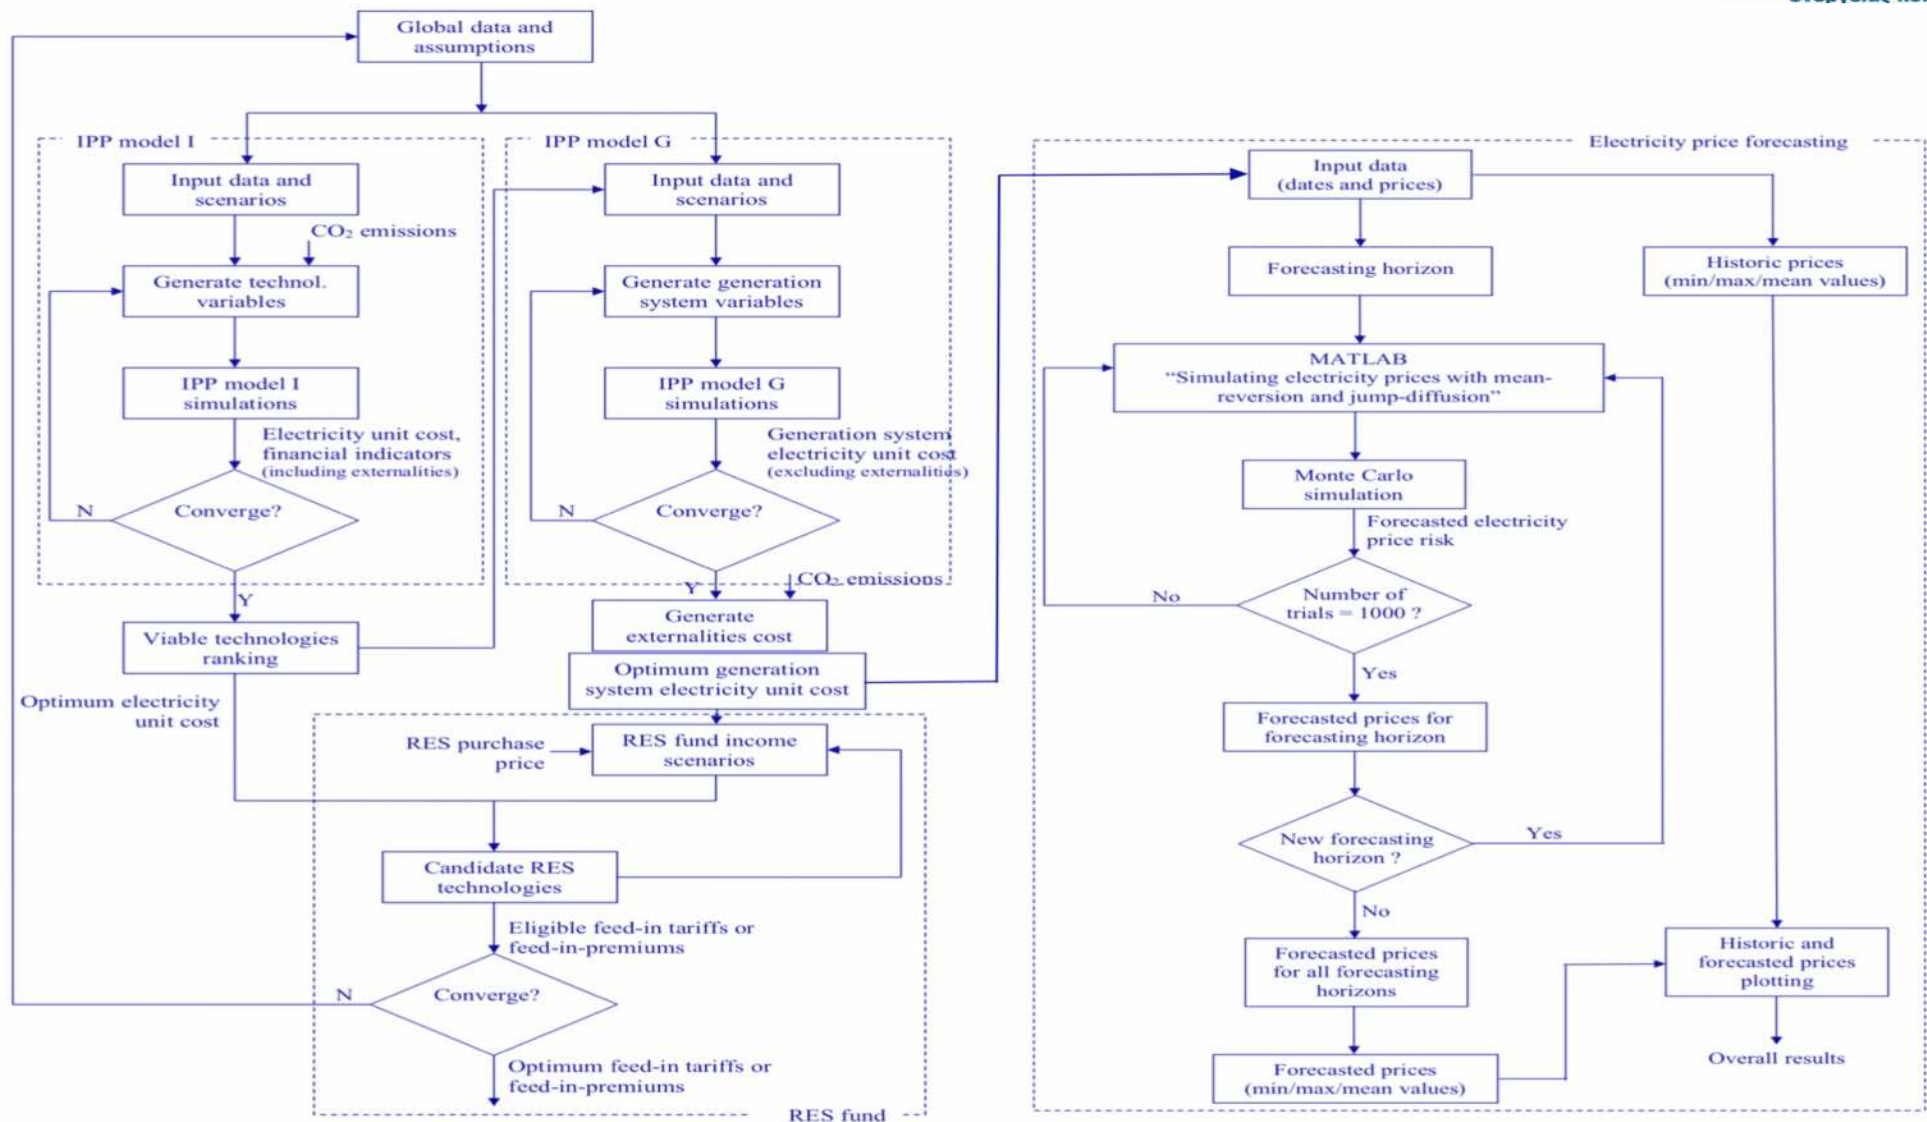 Global data and
assumptions
IPP model I
Input data and
scenarios
CO₂ emissions
Generate technol.
variables
IPP model I
simulations
Electricity unit cost,
financial indicators
(including externalities)
Converge?
N
Y
Viable technologies
ranking
Optimum electricity
unit cost
IPP model G
Input data and
scenarios
Generate generation
system variables
IPP model G
simulations
Generation system
electricity unit cost
(excluding externalities)
Converge?
N
Y
CO₂ emissions
Generate
externalities cost
Optimum generation
system electricity unit cost
RES purchase
price
RES fund income
scenarios
Candidate RES
technologies
Eligible feed-in tariffs or
feed-in-premiums
Converge?
N
Optimum feed-in tariffs or
feed-in-premiums
RES fund
Electricity price forecasting
Input data
(dates and prices)
Forecasting horizon
Historic prices
(min/max/mean values)
MATLAB
“Simulating electricity prices with mean-
reversion and jump-diffusion”
Monte Carlo
simulation
Forecasted electricity
price risk
Number of
trials = 1000 ?
No
Yes
Forecasted prices for
forecasting horizon
New forecasting
horizon ?
Yes
No
Forecasted prices
for all forecasting
horizons
Forecasted prices
(min/max/mean values)
Historic and
forecasted prices
plotting
Overall results